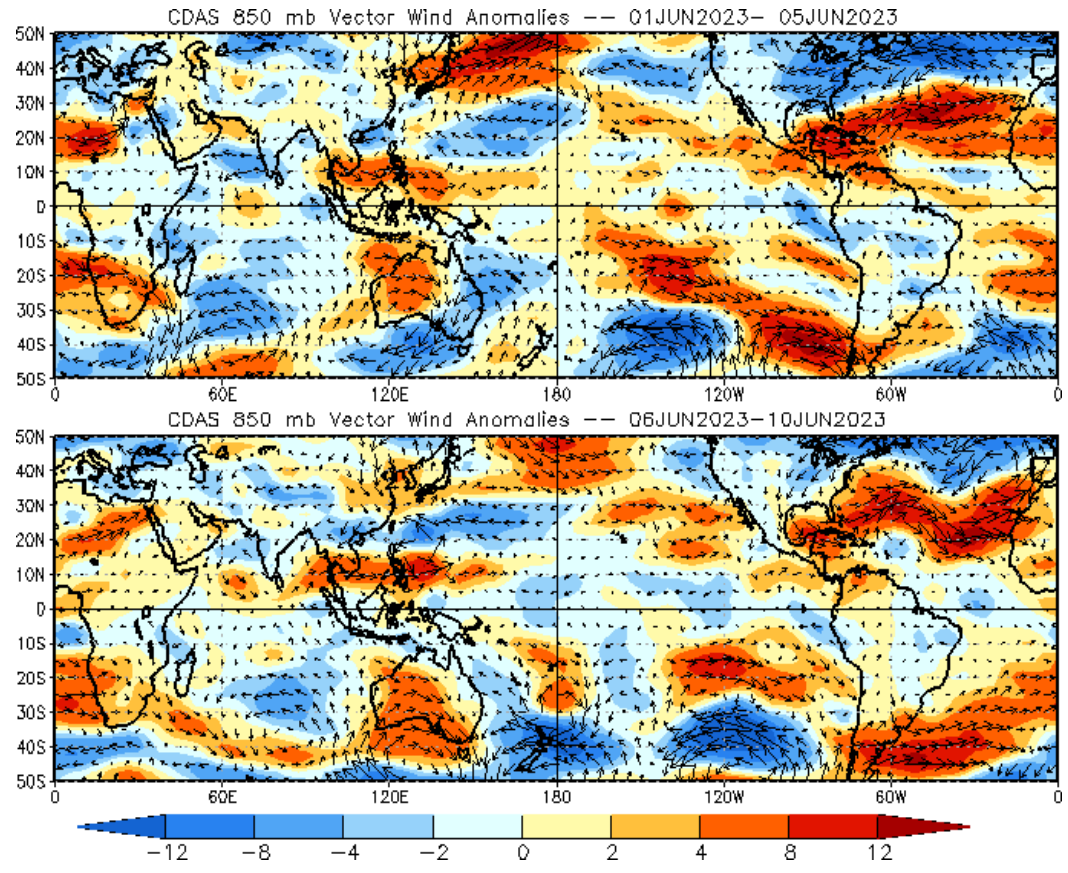 CDAS 850 mb Vector Wind Anomalies -- 01JUN2023- 05JUN2023
50N
40N
30N
20N
10N
0
10S
20S
30S
40S
50S
0 60E 120E 180 120W 60W 0
CDAS 850 mb Vector Wind Anomalies -- 06JUN2023-10JUN2023
50N
40N
30N
20N
10N
0
10S
20S
30S
40S
50S
0 60E 120E 180 120W 60W 0
-12 -8 -4 -2 0 2 4 8 12